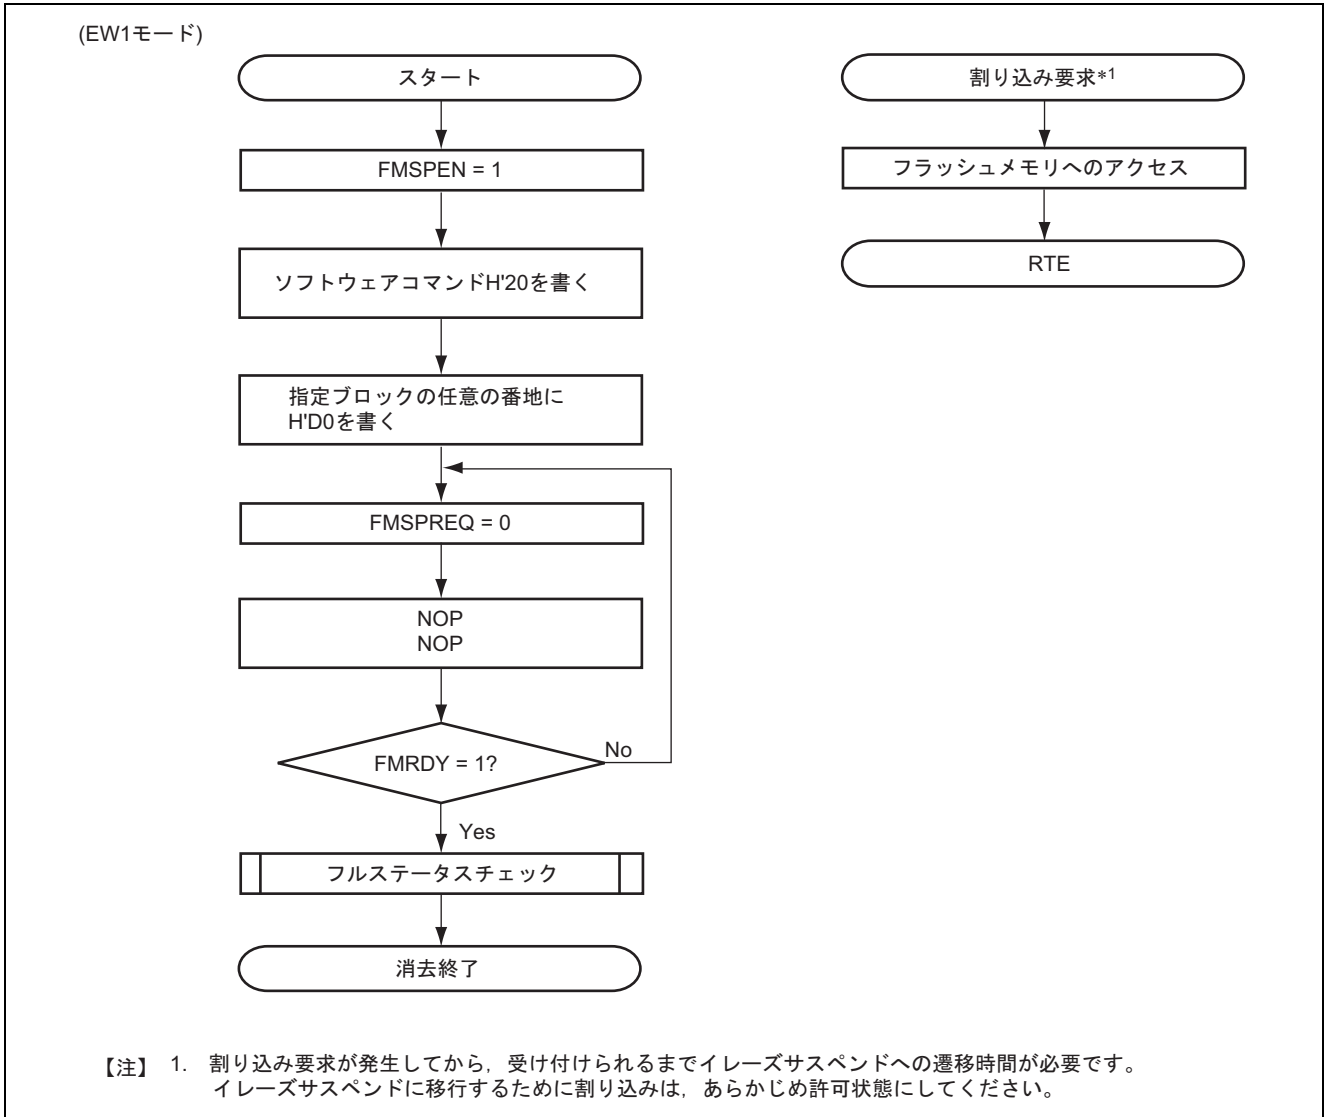 (EW1モード)
スタート
FMSPEN = 1
ソフトウェアコマンドH'20を書く
指定ブロックの任意の番地に
H'D0を書く
FMSPREQ = 0
NOP
NOP
FMRDY = 1?
No
Yes
フルステータスチェック
消去終了
割り込み要求*1
フラッシュメモリへのアクセス
RTE
【注】 1. 割り込み要求が発生してから，受け付けられるまでイレーズサスペンドへの遷移時間が必要です。
イレーズサスペンドに移行するために割り込みは，あらかじめ許可状態にしてください。